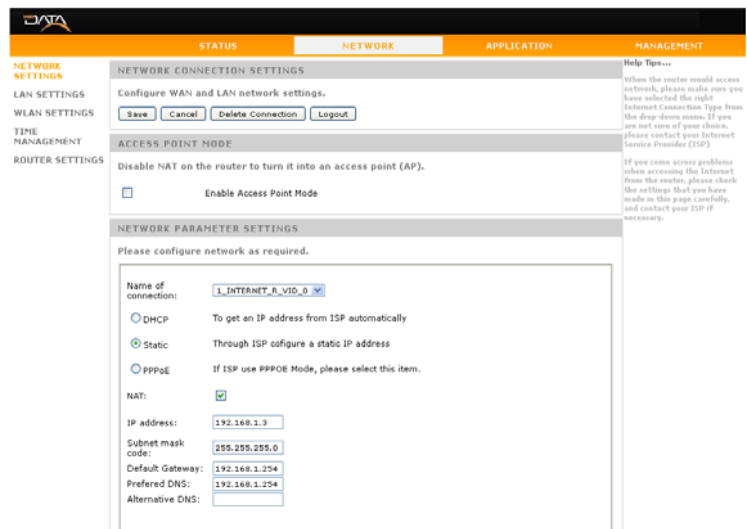 DATA
STATUS
NETWORK
APPLICATION
MANAGEMENT
NETWORK
SETTINGS
LAN SETTINGS
WLAN SETTINGS
TIME
MANAGEMENT
ROUTER SETTINGS
NETWORK CONNECTION SETTINGS
Configure WAN and LAN network settings.
Save
Cancel
Delete Connection
Logout
ACCESS POINT MODE
Disable NAT on the router to turn it into an access point (AP).
Enable Access Point Mode
NETWORK PARAMETER SETTINGS
Please configure network as required.
Name of
connection:
1_INTERNET_R_VID_0
DHCP To get an IP address from ISP automatically
Static Through ISP cofigure a static IP address
PPPoE If ISP use PPPOE Mode, please select this item.
NAT:
IP address: 192.168.1.3
Subnet mask
code: 255.255.255.0
Default Gateway: 192.168.1.254
Prefered DNS: 192.168.1.254
Alternative DNS:
Help Tips...
When the router would access
network, please make sure you
have selected the right
Internet Connection Type from
the drop-down menu. If you
are not sure of your choice,
please contact your Internet
Service Provider (ISP)
If you come across problems
when accessing the Internet
from the router, please check
the settings that you have
made in this page carefully,
and contact your ISP if
necessary.